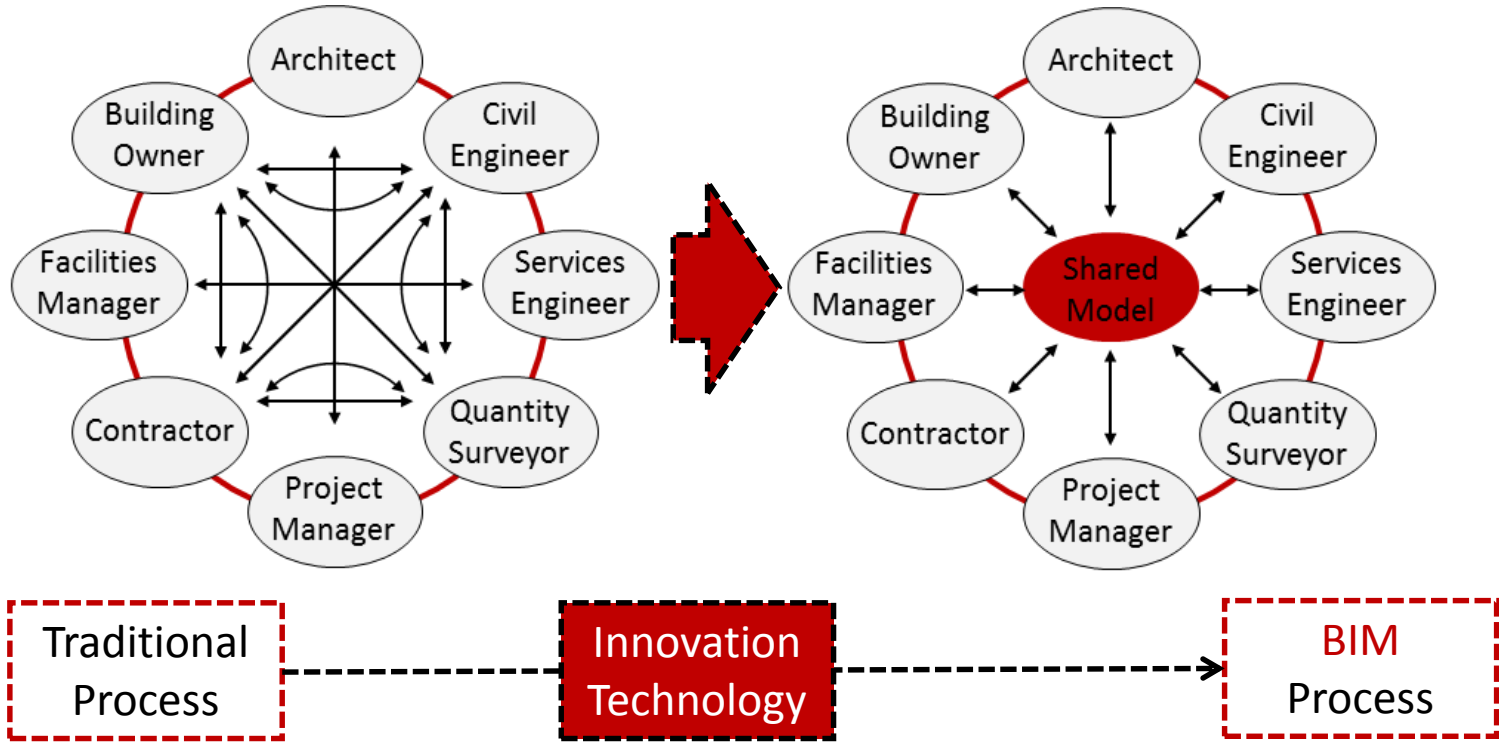 Architect
Building
Owner
Civil
Engineer
Facilities
Manager
Services
Engineer
Contractor
Quantity
Surveyor
Project
Manager
Architect
Building
Owner
Civil
Engineer
Facilities
Manager
Shared
Model
Services
Engineer
Contractor
Quantity
Surveyor
Project
Manager
Traditional
Process
Innovation
Technology
BIM
Process